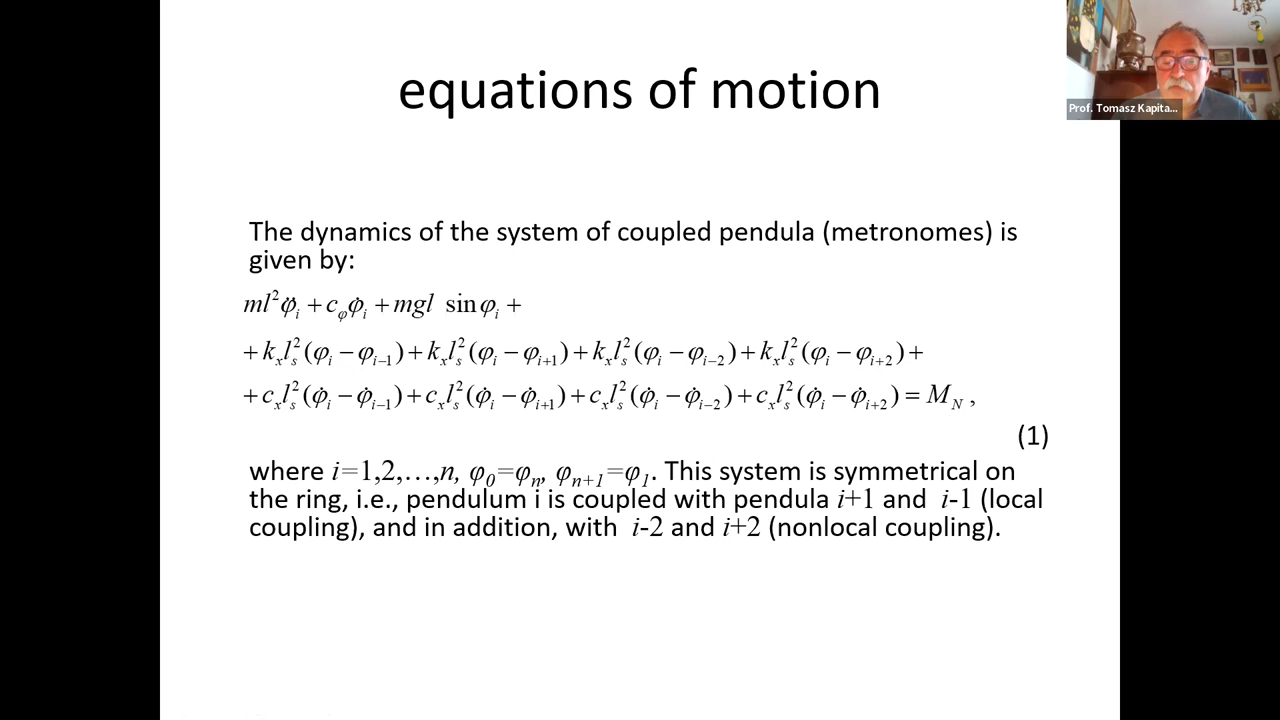 equations of motion
Prof. Tomasz Kapita...
The dynamics of the system of coupled pendula (metronomes) is
given by:
ml²φ̈ᵢ + c_φ φ̇ᵢ + mgl sin φᵢ +
+ kₓlₛ²(φᵢ − φᵢ₋₁) + kₓlₛ²(φᵢ − φᵢ₊₁) + kₓlₛ²(φᵢ − φᵢ₋₂) + kₓlₛ²(φᵢ − φᵢ₊₂) +
+ cₓlₛ²(φ̇ᵢ − φ̇ᵢ₋₁) + cₓlₛ²(φ̇ᵢ − φ̇ᵢ₊₁) + cₓlₛ²(φ̇ᵢ − φ̇ᵢ₋₂) + cₓlₛ²(φ̇ᵢ − φ̇ᵢ₊₂) = M_N ,
(1)
where i=1,2,…,n, φ₀=φₙ, φₙ₊₁=φ₁. This system is symmetrical on
the ring, i.e., pendulum i is coupled with pendula i+1 and i-1 (local
coupling), and in addition, with i-2 and i+2 (nonlocal coupling).